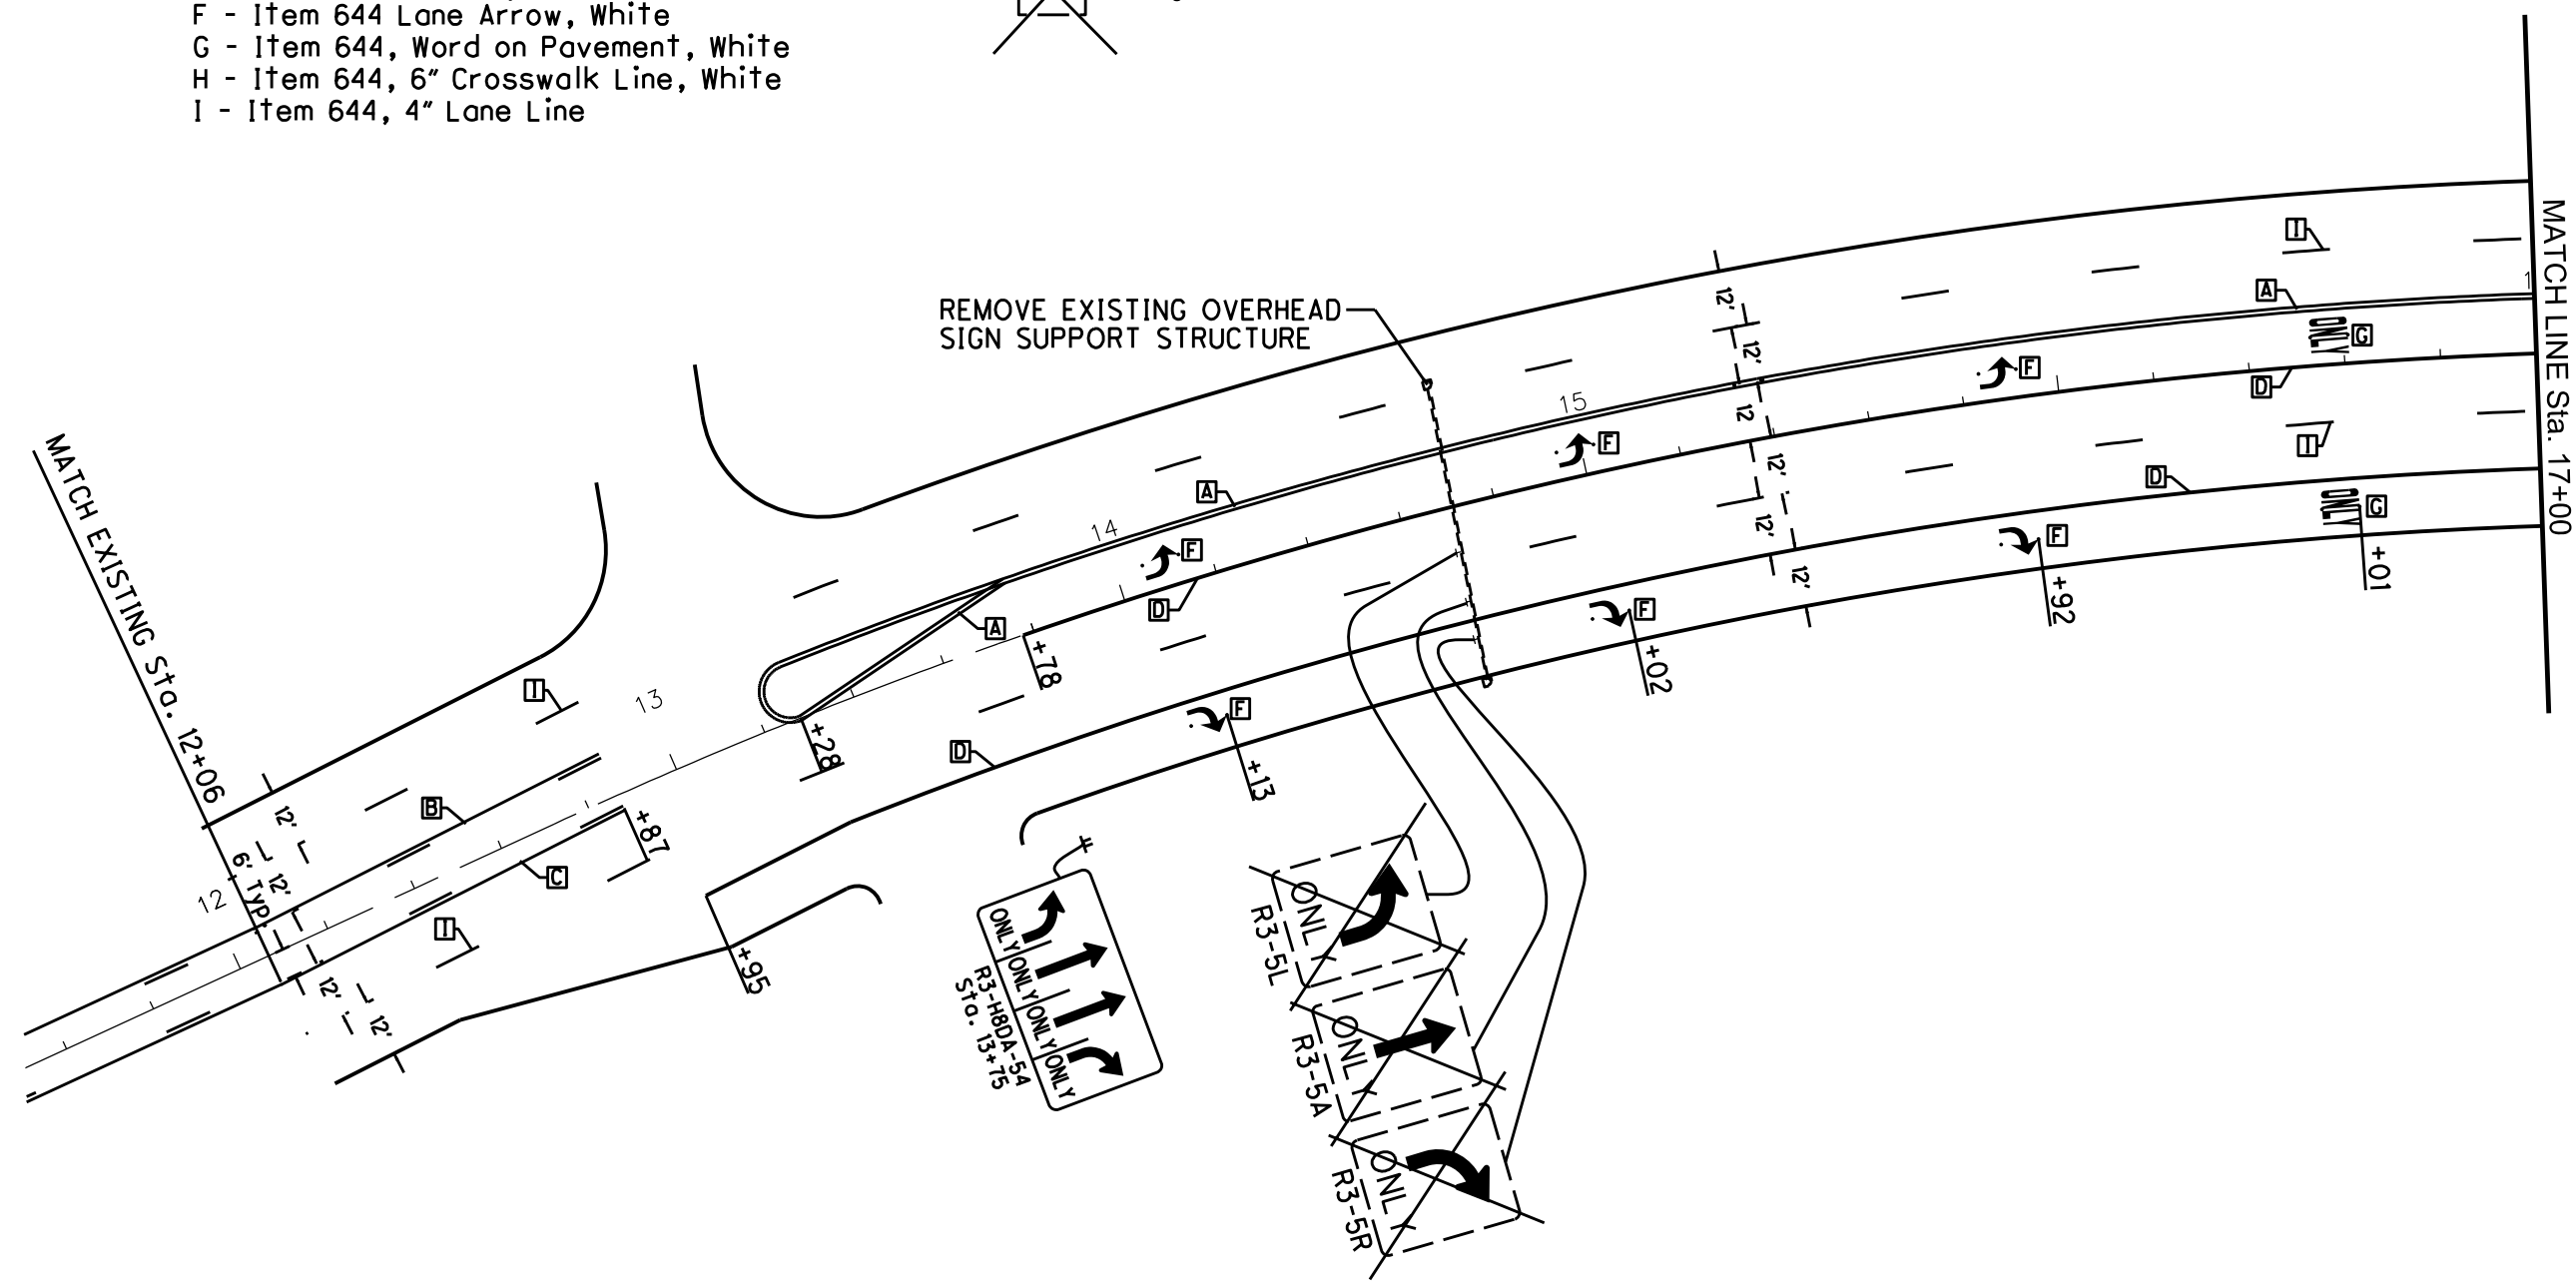 F - Item 644 Lane Arrow, White
G - Item 644, Word on Pavement, White
H - Item 644, 6" Crosswalk Line, White
I - Item 644, 4" Lane Line
REMOVE EXISTING OVERHEAD
SIGN SUPPORT STRUCTURE
MATCH EXISTING Sta. 12+06
MATCH LINE Sta. 17+00
12
13
14
15
1
I
I
A
A
A
A
B
C
I
I
D
D
D
D
F
F
F
F
F
F
G
G
12'
12'
12
12'
12'
12'
12'
6' Typ.
12'
12'
12'
+87
+28
+78
+95
+13
+02
+92
+01
ONLY
ONLY
ONLY
ONLY
R3-H8DA-54
Sta. 13+75
ONLY
R3-5L
ONLY
R3-5A
ONLY
R3-5R